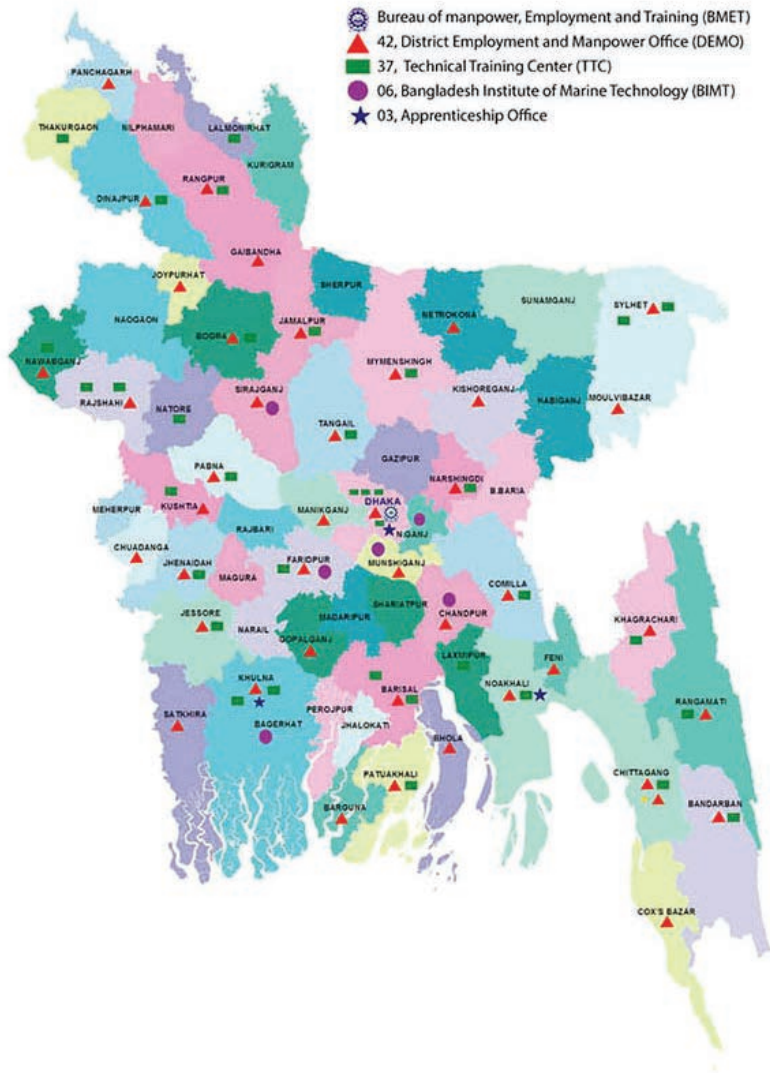 Bureau of manpower, Employment and Training (BMET)
42, District Employment and Manpower Office (DEMO)
37, Technical Training Center (TTC)
06, Bangladesh Institute of Marine Technology (BIMT)
03, Apprenticeship Office
PANCHAGARH
THAKURGAON
NILPHAMARI
LALMONIRHAT
KURIGRAM
RANGPUR
DINAJPUR
GAIBANDHA
JOYPURHAT
SHERPUR
SUNAMGANJ
SYLHET
NAOGAON
BOGRA
JAMALPUR
NETROKONA
NAWABGANJ
MYMENSHINGH
KISHOREGANJ
HABIGANJ
MOULVIBAZAR
RAJSHAHI
NATORE
SIRAJGANJ
TANGAIL
GAZIPUR
PABNA
NARSHINGDI
B.BARIA
MEHERPUR
KUSHTIA
RAJBARI
MANIKGANJ
DHAKA
N.GANJ
CHUADANGA
JHENAIDAH
MAGURA
FARIDPUR
MUNSHIGANJ
COMILLA
JESSORE
NARAIL
MADARIPUR
SHARIATPUR
CHANDPUR
KHAGRACHARI
GOPALGANJ
LAXMIPUR
FENI
KHULNA
BARISAL
NOAKHALI
RANGAMATI
SATKHIRA
BAGERHAT
PEROJPUR
JHALOKATI
BHOLA
PATUAKHALI
BAROUNA
CHITTAGANG
BANDARBAN
COX'S BAZAR